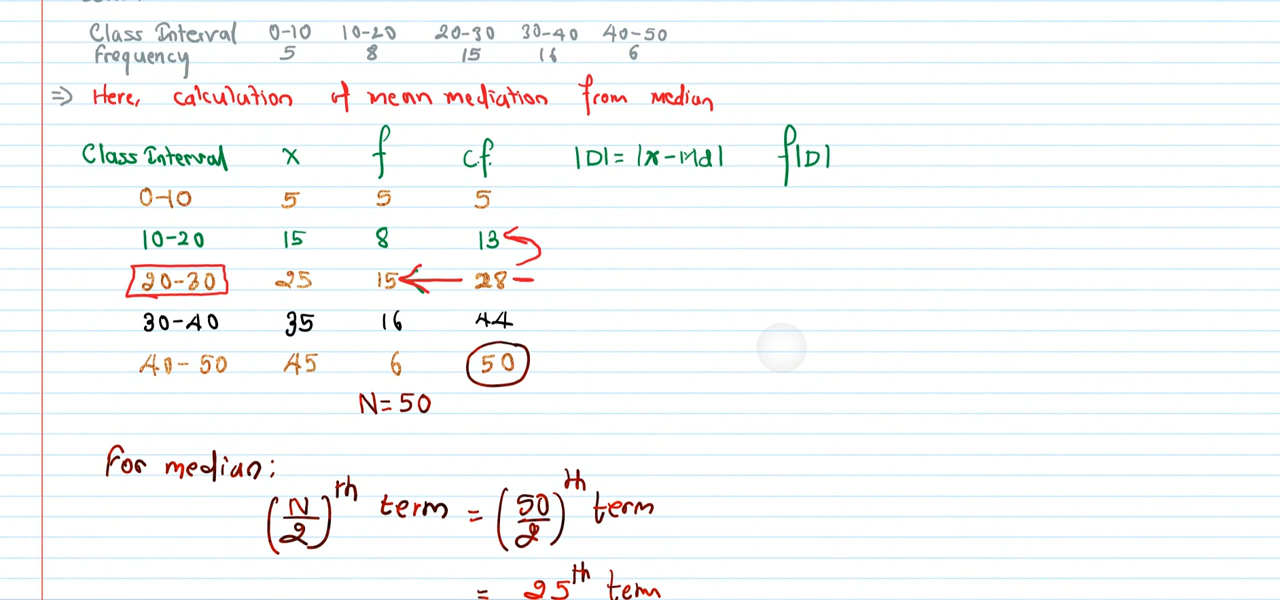 Class Interval 0-10 10-20 20-30 30-40 40-50
frequency 5 8 15 16 6
⇒ Here, calculation of mean mediation from median
Class Interval x f cf. |D|= |x-Md| f|D|
0-10 5 5 5
10-20 15 8 13
20-30 25 15 28
30-40 35 16 44
40-50 45 6 50
N=50
For median:
(N/2)th term = (50/2)th term
= 25th term